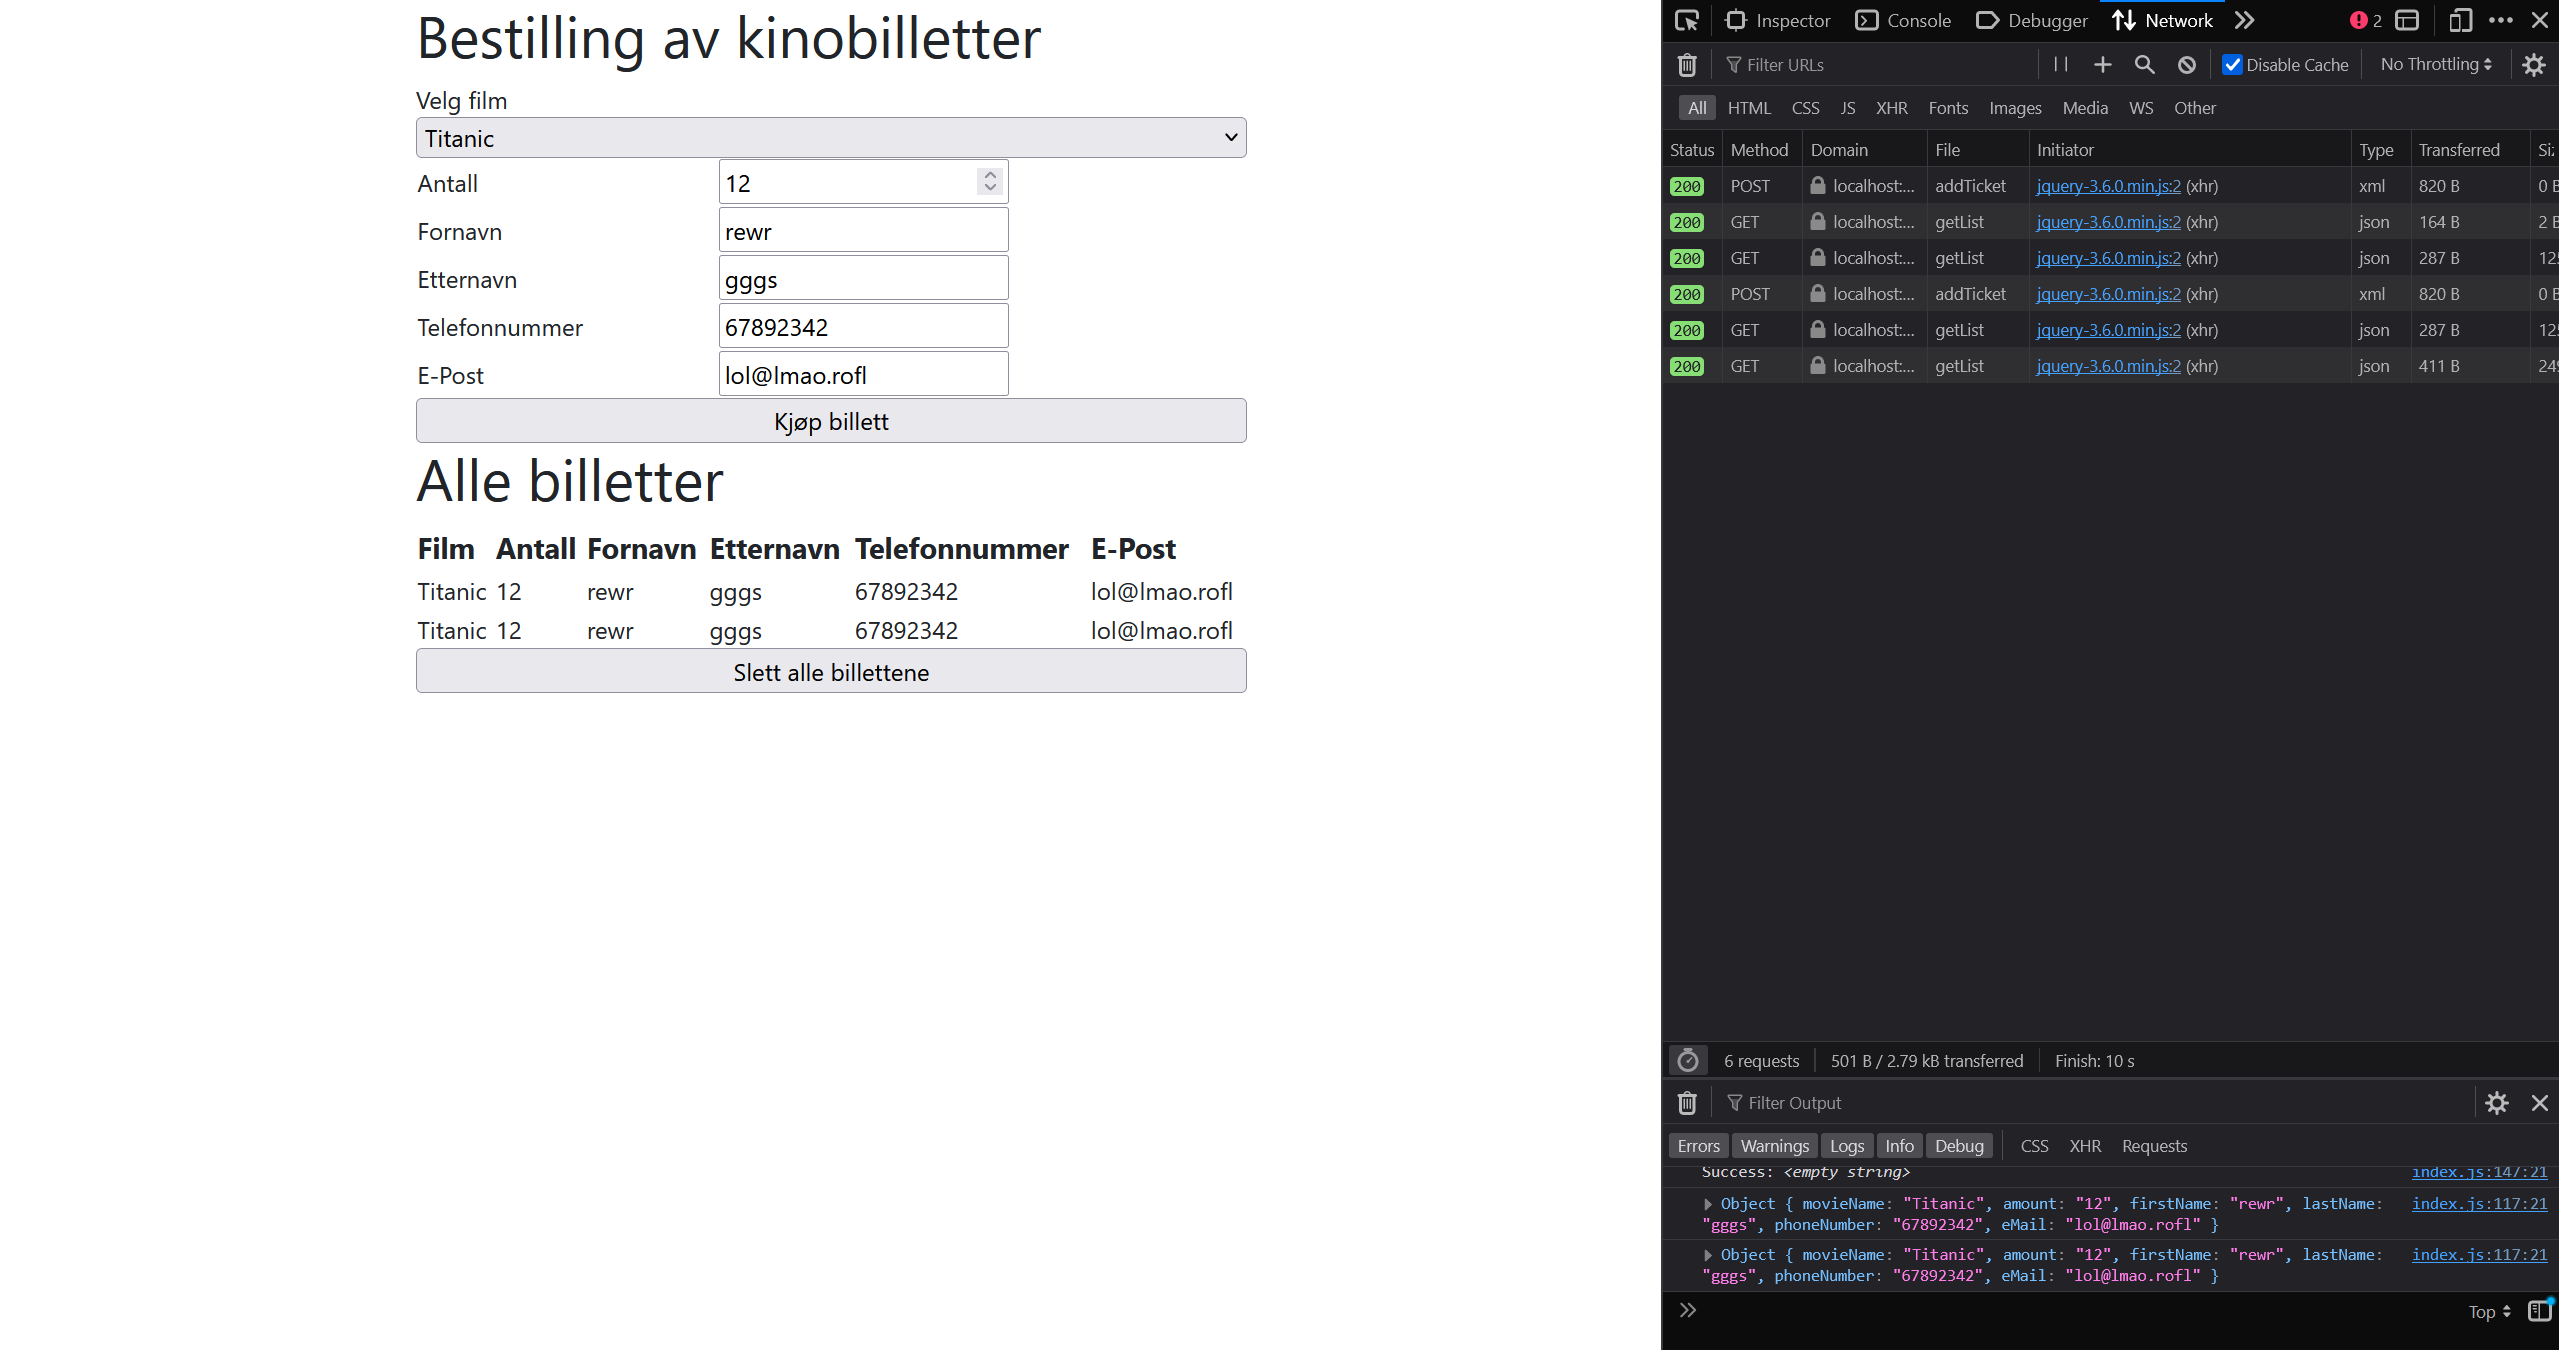 Bestilling av kinobilletter
Velg film
Titanic
Antall 12
Fornavn rewr
Etternavn gggs
Telefonnummer 67892342
E-Post lol@lmao.rofl
Kjøp billett
Alle billetter
Film Antall Fornavn Etternavn Telefonnummer E-Post
Titanic 12 rewr gggs 67892342 lol@lmao.rofl
Titanic 12 rewr gggs 67892342 lol@lmao.rofl
Slett alle billettene
Inspector Console Debugger Network 2
Filter URLs Disable Cache No Throttling
All HTML CSS JS XHR Fonts Images Media WS Other
Status Method Domain File Initiator Type Transferred
200 POST localhost:... addTicket jquery-3.6.0.min.js:2 (xhr) xml 820 B 0 B
200 GET localhost:... getList jquery-3.6.0.min.js:2 (xhr) json 164 B 2 B
200 GET localhost:... getList jquery-3.6.0.min.js:2 (xhr) json 287 B
200 POST localhost:... addTicket jquery-3.6.0.min.js:2 (xhr) xml 820 B 0 B
200 GET localhost:... getList jquery-3.6.0.min.js:2 (xhr) json 287 B
200 GET localhost:... getList jquery-3.6.0.min.js:2 (xhr) json 411 B
6 requests 501 B / 2.79 kB transferred Finish: 10 s
Filter Output
Errors Warnings Logs Info Debug CSS XHR Requests
Success: <empty string> index.js:147:21
Object { movieName: "Titanic", amount: "12", firstName: "rewr", lastName: index.js:117:21
"gggs", phoneNumber: "67892342", eMail: "lol@lmao.rofl" }
Object { movieName: "Titanic", amount: "12", firstName: "rewr", lastName: index.js:117:21
"gggs", phoneNumber: "67892342", eMail: "lol@lmao.rofl" }
Top